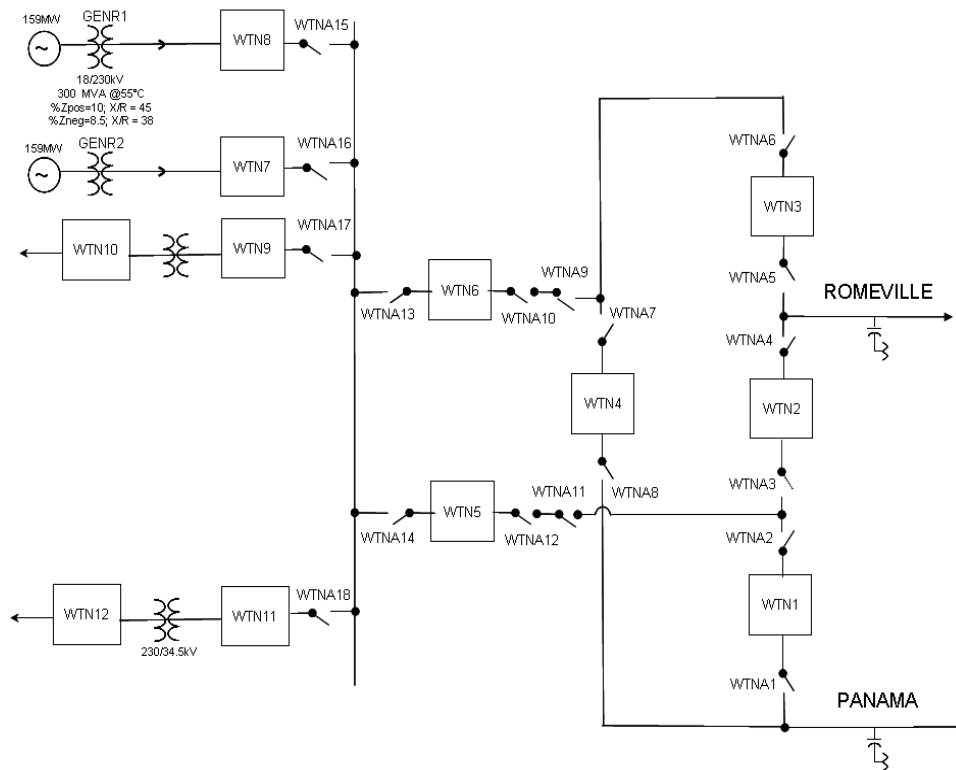 159MW
GENR1
WTN8
WTNA15
18/230kV
300 MVA @55°C
%Zpos=10; X/R = 45
%Zneg=8.5; X/R = 38
GENR2
159MW
WTN7
WTNA16
WTNA6
WTN3
WTN10
WTN9
WTNA17
WTNA5
ROMEVILLE
WTNA13
WTN6
WTNA10
WTNA9
WTNA7
WTNA4
WTN4
WTN2
WTNA8
WTNA3
WTNA14
WTN5
WTNA12
WTNA11
WTNA2
WTN12
230/34.5kV
WTN11
WTNA18
WTN1
WTNA1
PANAMA